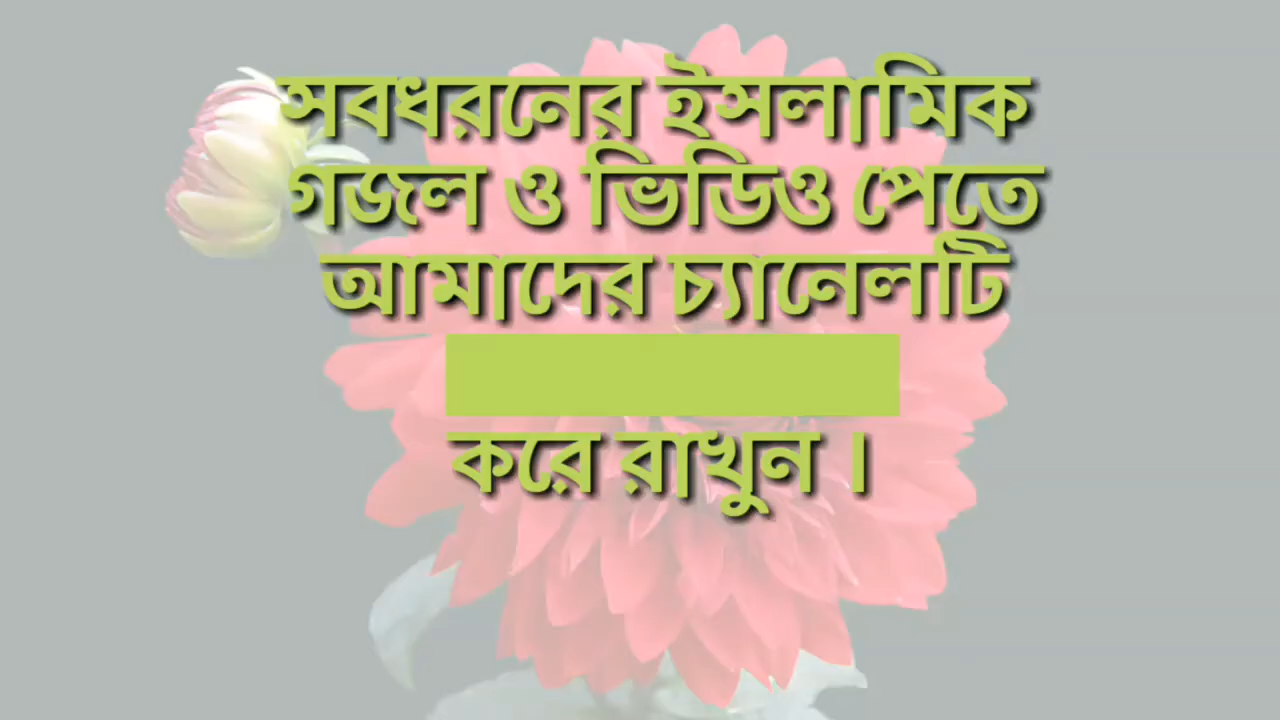 সবধরনের ইসলামিক
গজল ও ভিডিও পেতে
আমাদের চ্যানেলটি
করে রাখুন ।